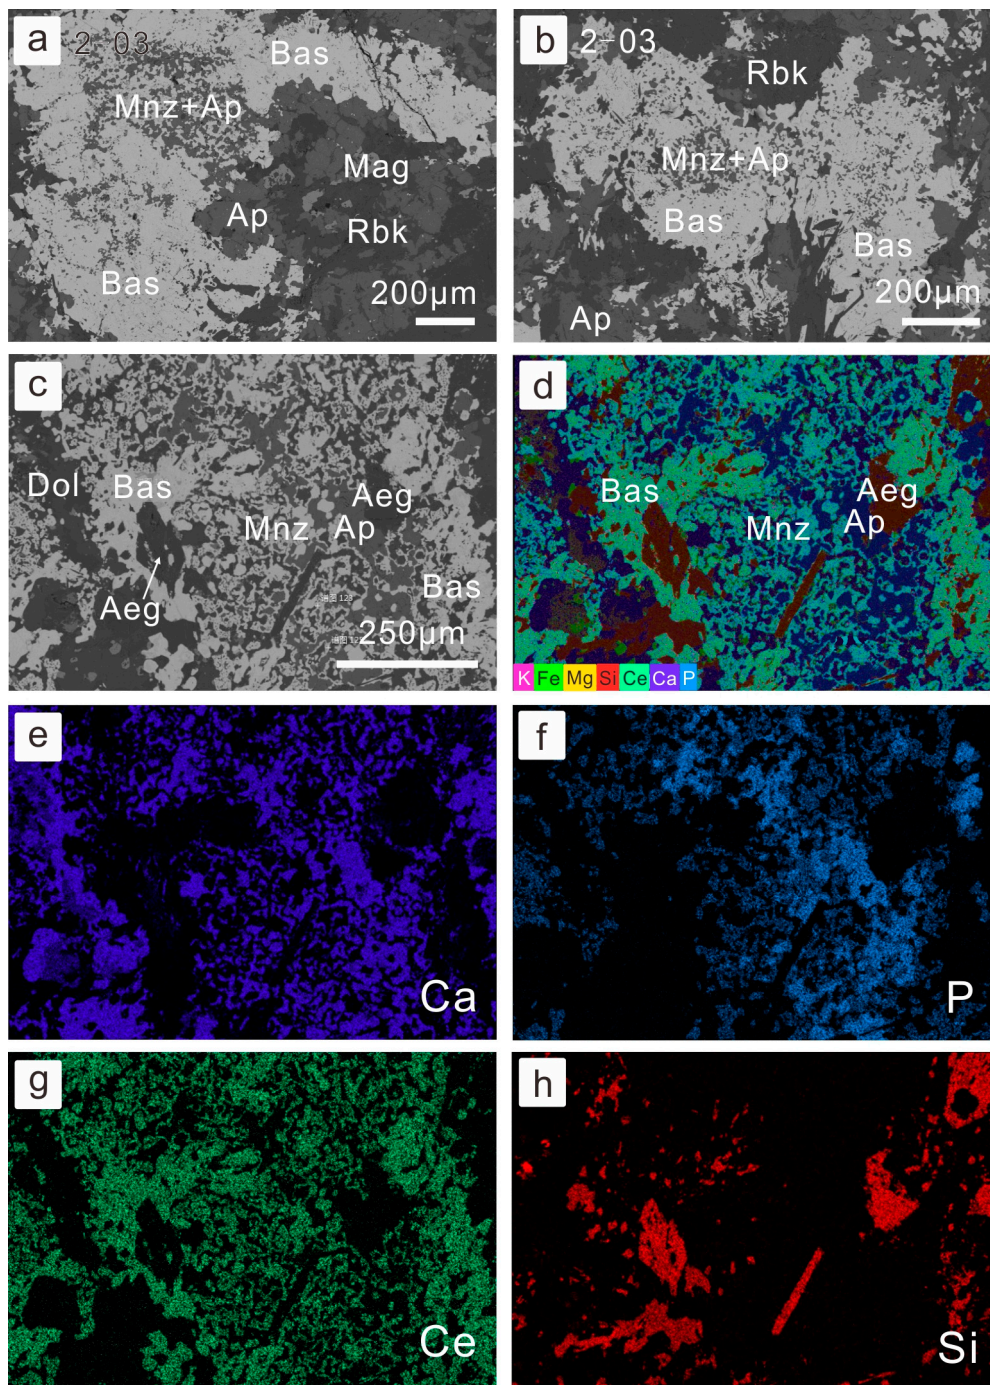 a 2 03
Bas
Mnz+Ap
Mag
Ap
Rbk
Bas
200μm
b 2-03
Rbk
Mnz+Ap
Bas
Bas
200μm
Ap
c
Dol Bas
Aeg
Mnz Ap
Bas
Aeg
250μm
d
Bas
Aeg
Mnz Ap
K Fe Mg Si Ce Ca P
e
Ca
f
P
g
Ce
h
Si